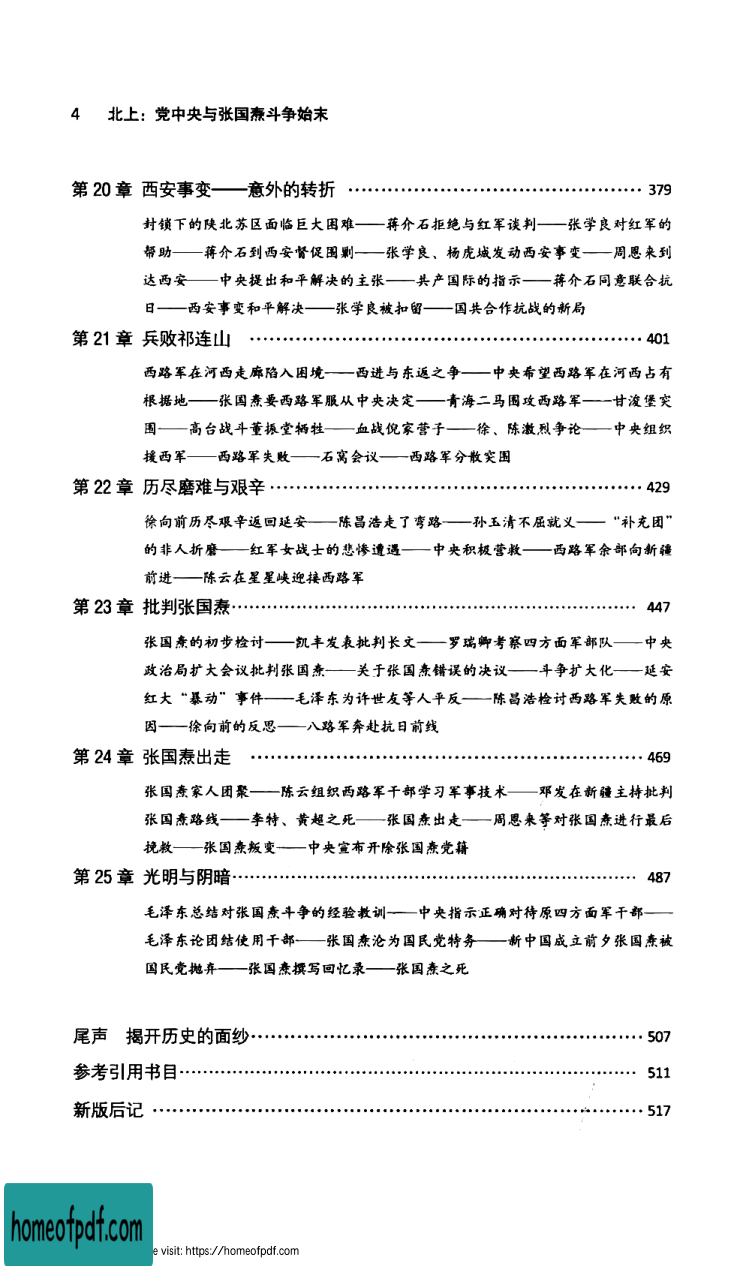 4 北上：党中央与张国焘斗争始末
第20章 西安事变——意外的转折 …………………………………… 379
封锁下的陕北苏区面临巨大困难——蒋介石拒绝与红军谈判——张学良对红军的
帮助——蒋介石到西安督促围剿——张学良、杨虎城发动西安事变——周恩来到
达西安——中央提出和平解决的主张——共产国际的指示——蒋介石同意联合抗
日——西安事变和平解决——张学良被扣留——国共合作抗战的新局
第21章 兵败祁连山 …………………………………… 401
西路军在河西走廊陷入困境——西进与东返之争——中央希望西路军在河西占有
根据地——张国焘要西路军服从中央决定——青海二马围攻西路军——甘浚堡突
围——高台战斗董振堂牺牲——血战倪家营子——徐、陈激烈争论——中央组织
援西军——西路军失败——石窝会议——西路军分散突围
第22章 历尽磨难与艰辛 …………………………………… 429
徐向前历尽艰辛返回延安——陈昌浩走了弯路——孙玉清不屈就义——“补充团”
的非人折磨——红军女战士的悲惨遭遇——中央积极营救——西路军余部向新疆
前进——陈云在星星峡迎接西路军
第23章 批判张国焘 …………………………………… 447
张国焘的初步检讨——凯丰发表批判长文——罗瑞卿考察四方面军部队——中央
政治局扩大会议批判张国焘——关于张国焘错误的决议——斗争扩大化——延安
红大“暴动”事件——毛泽东为许世友等人平反——陈昌浩检讨西路军失败的原
因——徐向前的反思——八路军奔赴抗日前线
第24章 张国焘出走 …………………………………… 469
张国焘家人团聚——陈云组织西路军干部学习军事技术——邓发在新疆主持批判
张国焘路线——李特、黄超之死——张国焘出走——周恩来等对张国焘进行最后
挽救——张国焘叛变——中央宣布开除张国焘党籍
第25章 光明与阴暗 …………………………………… 487
毛泽东总结对张国焘斗争的经验教训——中央指示正确对待原四方面军干部——
毛泽东论团结使用干部——张国焘沦为国民党特务——新中国成立前夕张国焘被
国民党抛弃——张国焘撰写回忆录——张国焘之死
尾声 揭开历史的面纱 …………………………………… 507
参考引用书目 …………………………………… 511
新版后记 …………………………………… 517
homeofpdf.com
e visit: https://homeofpdf.com